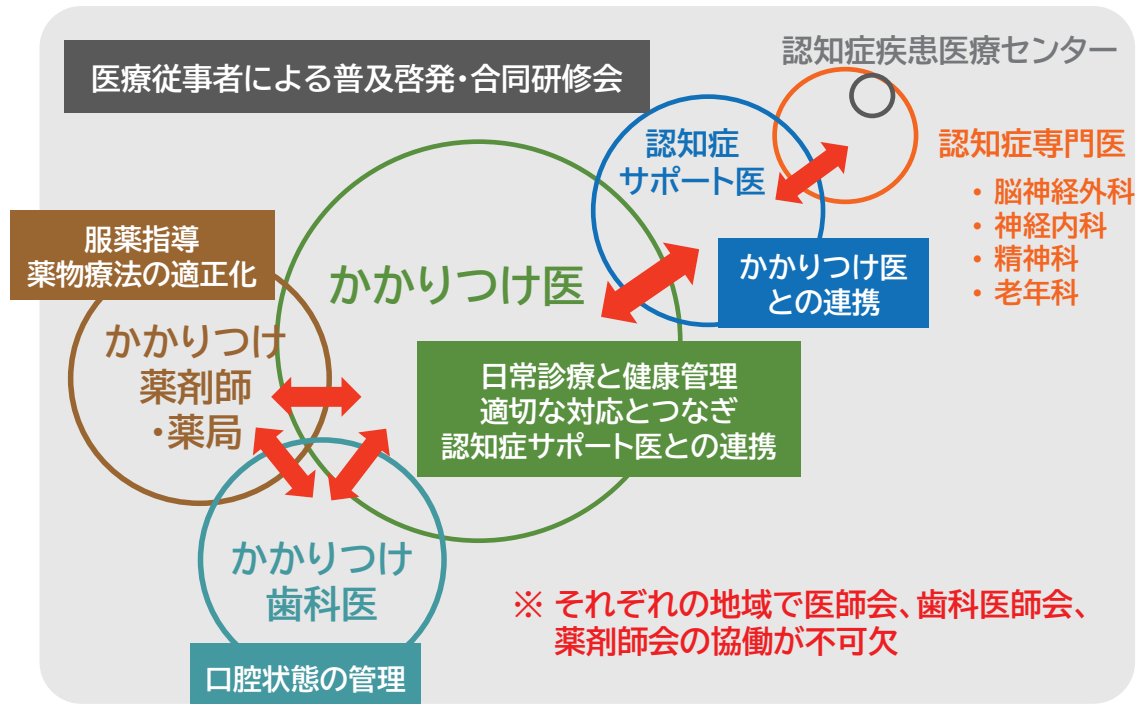 医療従事者による普及啓発・合同研修会
認知症疾患医療センター
認知症
サポート医
認知症専門医
・ 脳神経外科
・ 神経内科
・ 精神科
・ 老年科
服薬指導
薬物療法の適正化
かかりつけ医
かかりつけ医
との連携
かかりつけ
薬剤師
・薬局
日常診療と健康管理
適切な対応とつなぎ
認知症サポート医との連携
かかりつけ
歯科医
口腔状態の管理
※ それぞれの地域で医師会、歯科医師会、
薬剤師会の協働が不可欠